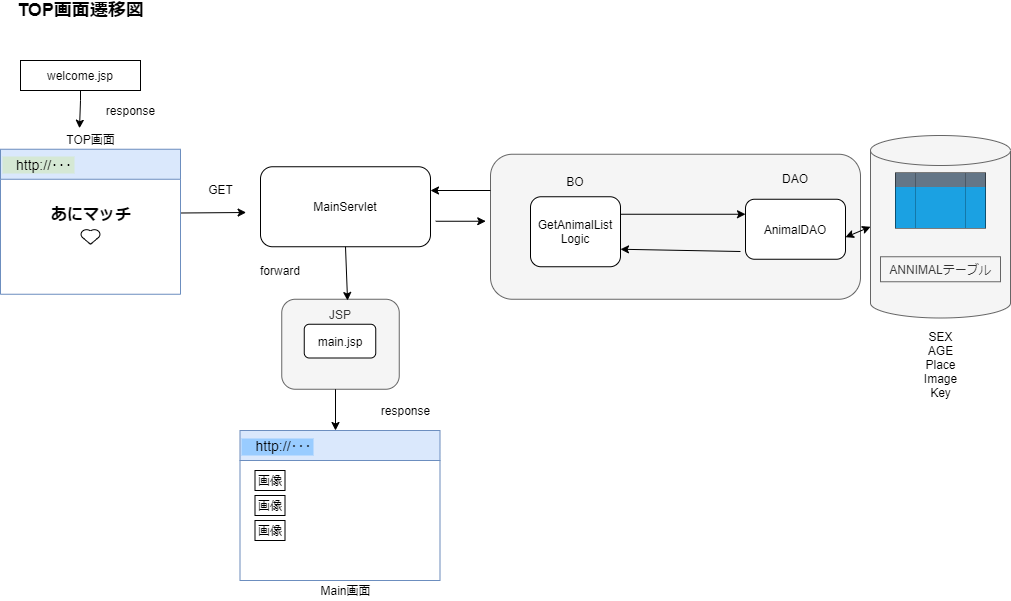 TOP画面遷移図
welcome.jsp
response
TOP画面
http://･･･
あにマッチ
GET
MainServlet
BO
GetAnimalList
Logic
DAO
AnimalDAO
ANNIMALテーブル
SEX
AGE
Place
Image
Key
forward
JSP
main.jsp
response
http://･･･
画像
画像
画像
Main画面